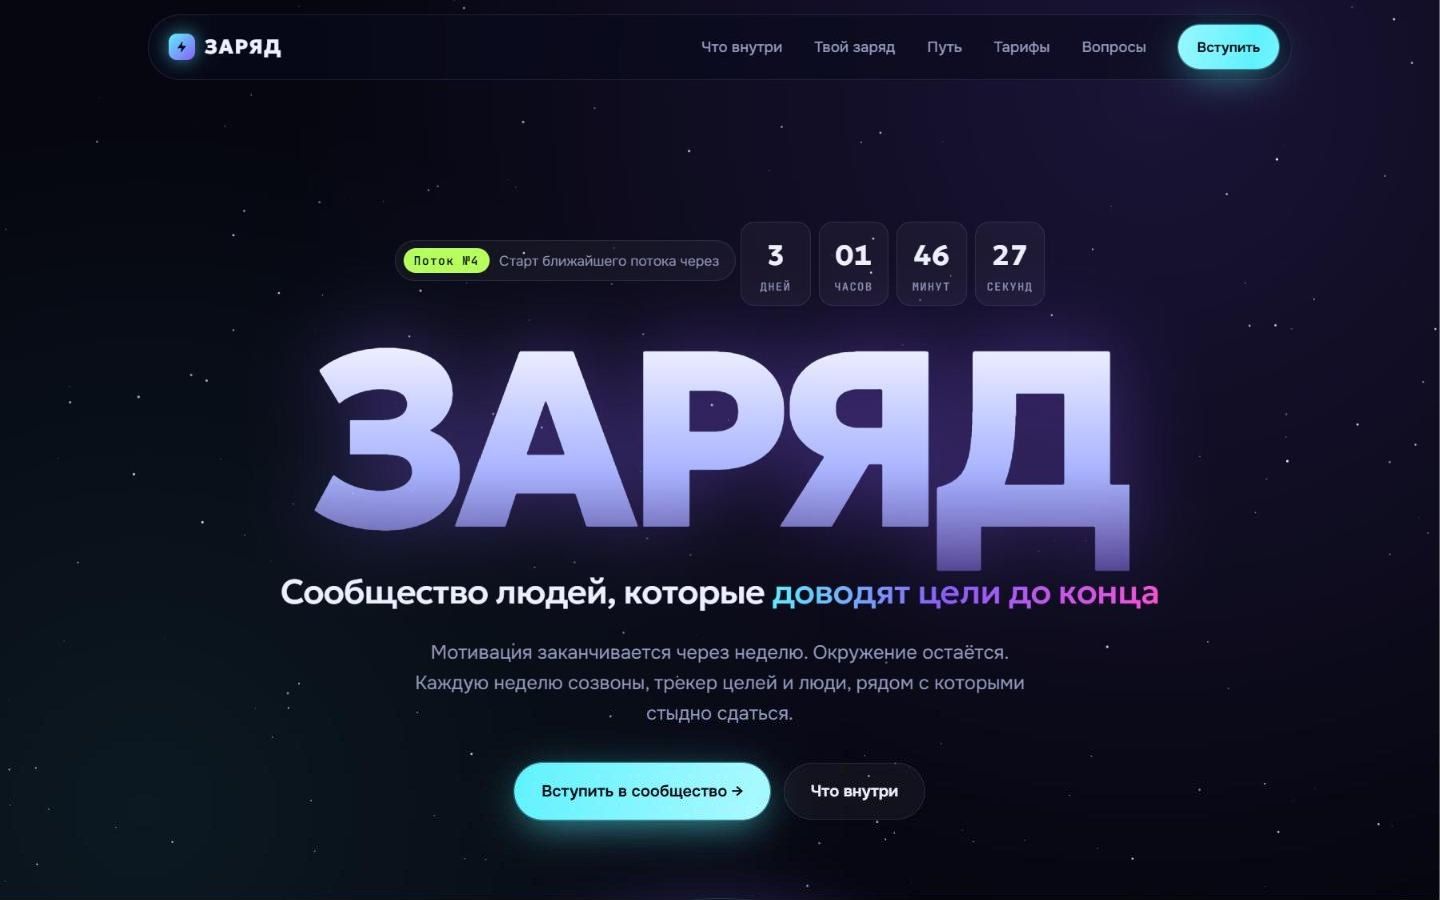 ЗАРЯД
Что внутри Твой заряд Путь Тарифы Вопросы Вступить
Поток №4 Старт ближайшего потока через
3 01 46 27
ДНЕЙ ЧАСОВ МИНУТ СЕКУНД
ЗАРЯД
Сообщество людей, которые доводят цели до конца
Мотивация заканчивается через неделю. Окружение остаётся.
Каждую неделю созвоны, трекер целей и люди, рядом с которыми
стыдно сдаться.
Вступить в сообщество → Что внутри